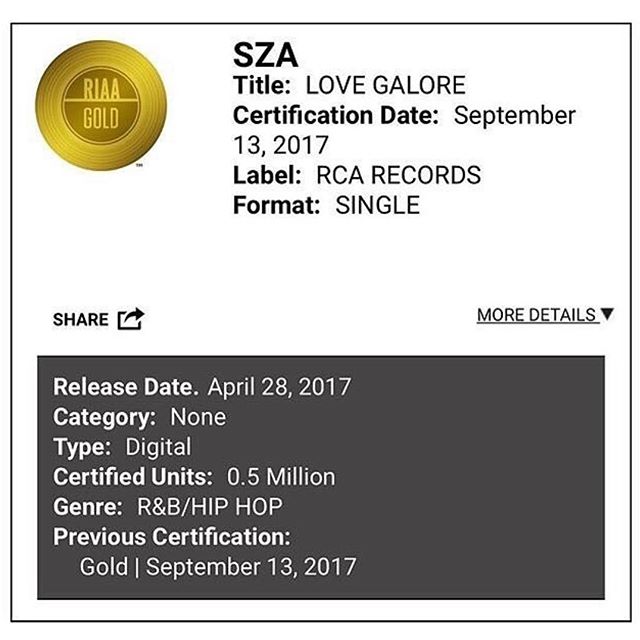 RIAA
GOLD
™
SZA
Title: LOVE GALORE
Certification Date: September
13, 2017
Label: RCA RECORDS
Format: SINGLE
SHARE
MORE DETAILS ▼
Release Date. April 28, 2017
Category: None
Type: Digital
Certified Units: 0.5 Million
Genre: R&B/HIP HOP
Previous Certification:
Gold | September 13, 2017